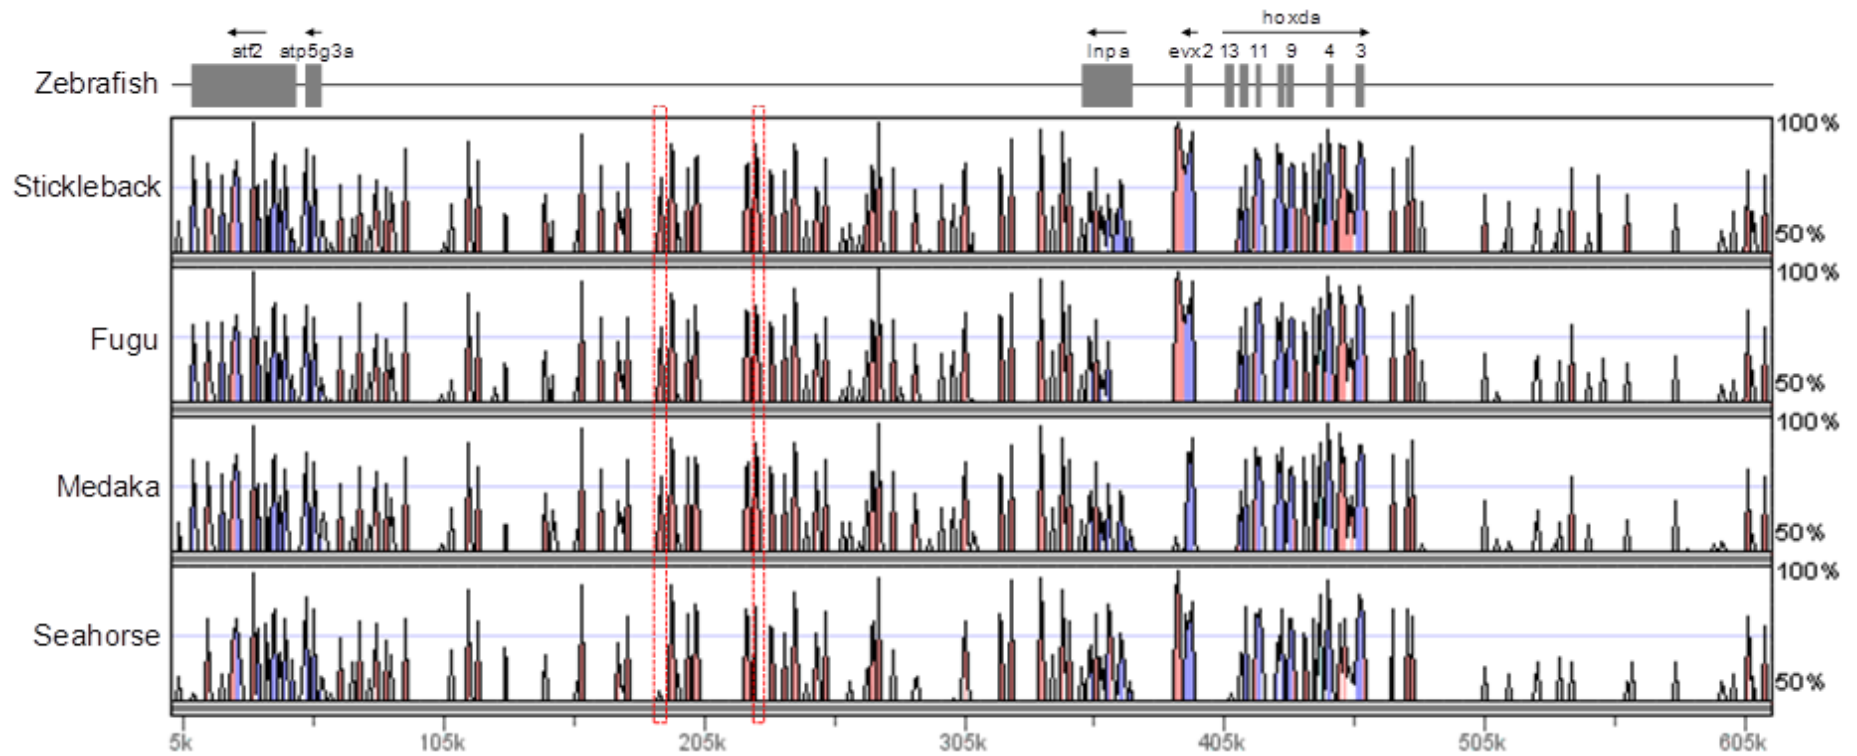 hoxda
atf2 atp5g3a lnpa evx2 13 11 9 4 3
Zebrafish
100%
Stickleback
50%
100%
Fugu
50%
100%
Medaka
50%
100%
Seahorse
50%
5k 105k 205k 305k 405k 505k 605k